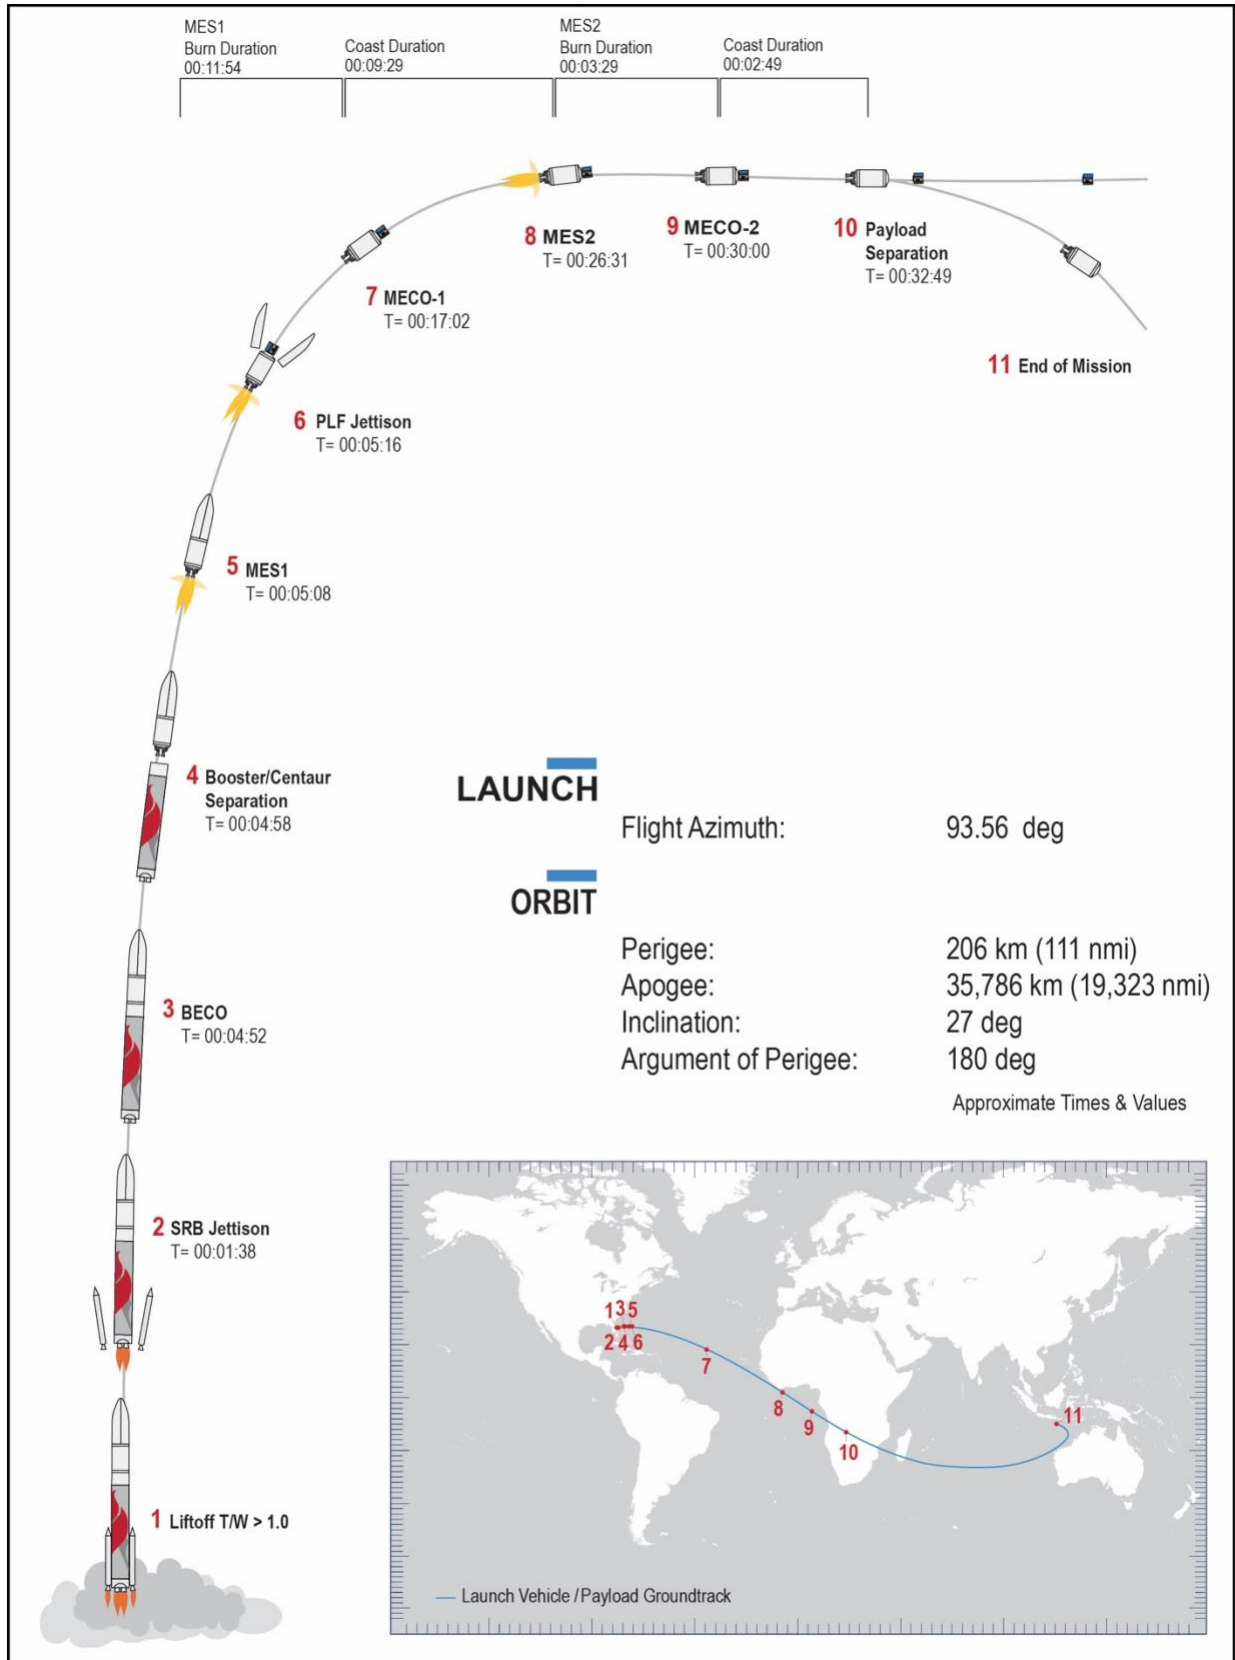 MES1
Burn Duration
00:11:54
Coast Duration
00:09:29
MES2
Burn Duration
00:03:29
Coast Duration
00:02:49
8 MES2
T= 00:26:31
9 MECO-2
T= 00:30:00
10 Payload
Separation
T= 00:32:49
7 MECO-1
T= 00:17:02
11 End of Mission
6 PLF Jettison
T= 00:05:16
5 MES1
T= 00:05:08
4 Booster/Centaur
Separation
T= 00:04:58
LAUNCH
Flight Azimuth: 93.56 deg
ORBIT
Perigee: 206 km (111 nmi)
Apogee: 35,786 km (19,323 nmi)
Inclination: 27 deg
Argument of Perigee: 180 deg
Approximate Times & Values
3 BECO
T= 00:04:52
2 SRB Jettison
T= 00:01:38
1 Liftoff T/W > 1.0
1 3 5
2 4 6
7
8
9
10
11
Launch Vehicle / Payload Groundtrack